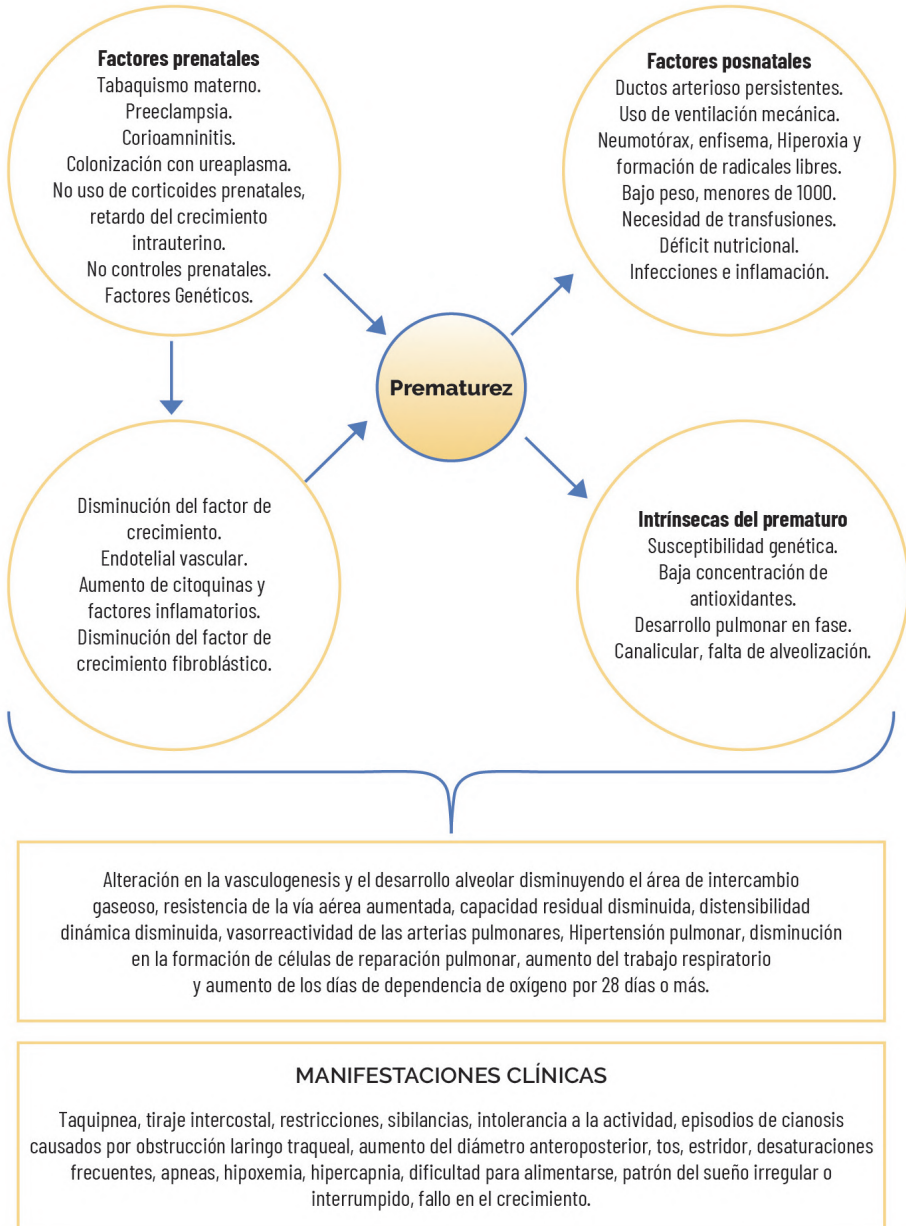 Factores prenatales
Tabaquismo materno.
Preeclampsia.
Corioamninitis.
Colonización con ureaplasma.
No uso de corticoides prenatales,
retardo del crecimiento
intrauterino.
No controles prenatales.
Factores Genéticos.
Factores posnatales
Ductos arterioso persistentes.
Uso de ventilación mecánica.
Neumotórax, enfisema, Hiperoxia y
formación de radicales libres.
Bajo peso, menores de 1000.
Necesidad de transfusiones.
Déficit nutricional.
Infecciones e inflamación.
Prematurez
Disminución del factor de
crecimiento.
Endotelial vascular.
Aumento de citoquinas y
factores inflamatorios.
Disminución del factor de
crecimiento fibroblástico.
Intrínsecas del prematuro
Susceptibilidad genética.
Baja concentración de
antioxidantes.
Desarrollo pulmonar en fase.
Canalicular, falta de alveolización.
Alteración en la vasculogenesis y el desarrollo alveolar disminuyendo el área de intercambio
gaseoso, resistencia de la vía aérea aumentada, capacidad residual disminuida, distensibilidad
dinámica disminuida, vasorreactividad de las arterias pulmonares, Hipertensión pulmonar, disminución
en la formación de células de reparación pulmonar, aumento del trabajo respiratorio
y aumento de los días de dependencia de oxígeno por 28 días o más.
MANIFESTACIONES CLÍNICAS
Taquipnea, tiraje intercostal, restricciones, sibilancias, intolerancia a la actividad, episodios de cianosis
causados por obstrucción laringo traqueal, aumento del diámetro anteroposterior, tos, estridor, desaturaciones
frecuentes, apneas, hipoxemia, hipercapnia, dificultad para alimentarse, patrón del sueño irregular o
interrumpido, fallo en el crecimiento.